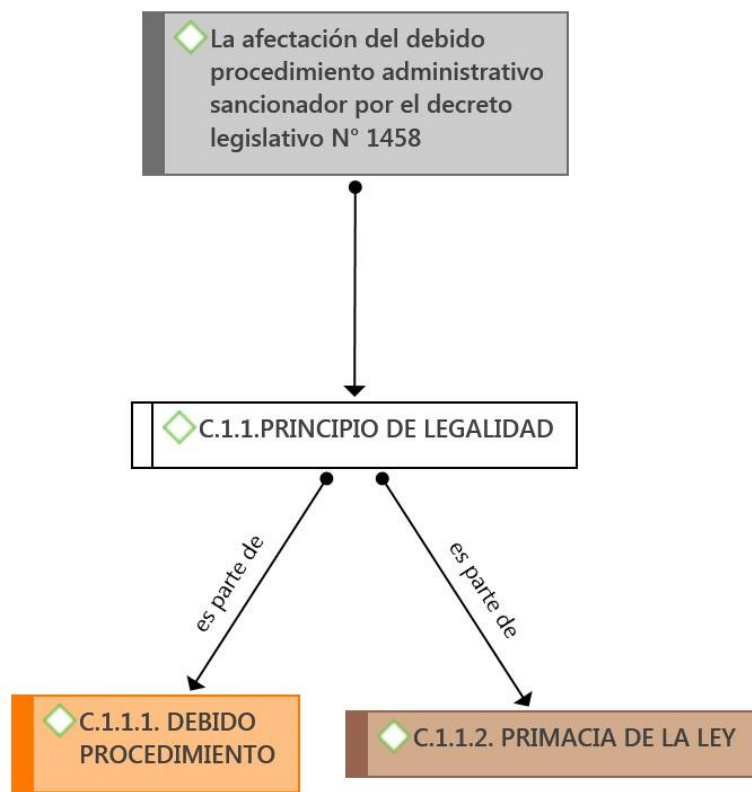 La afectación del debido
procedimiento administrativo
sancionador por el decreto
legislativo N° 1458
C.1.1.PRINCIPIO DE LEGALIDAD
es parte de
es parte de
C.1.1.1. DEBIDO
PROCEDIMIENTO
C.1.1.2. PRIMACIA DE LA LEY